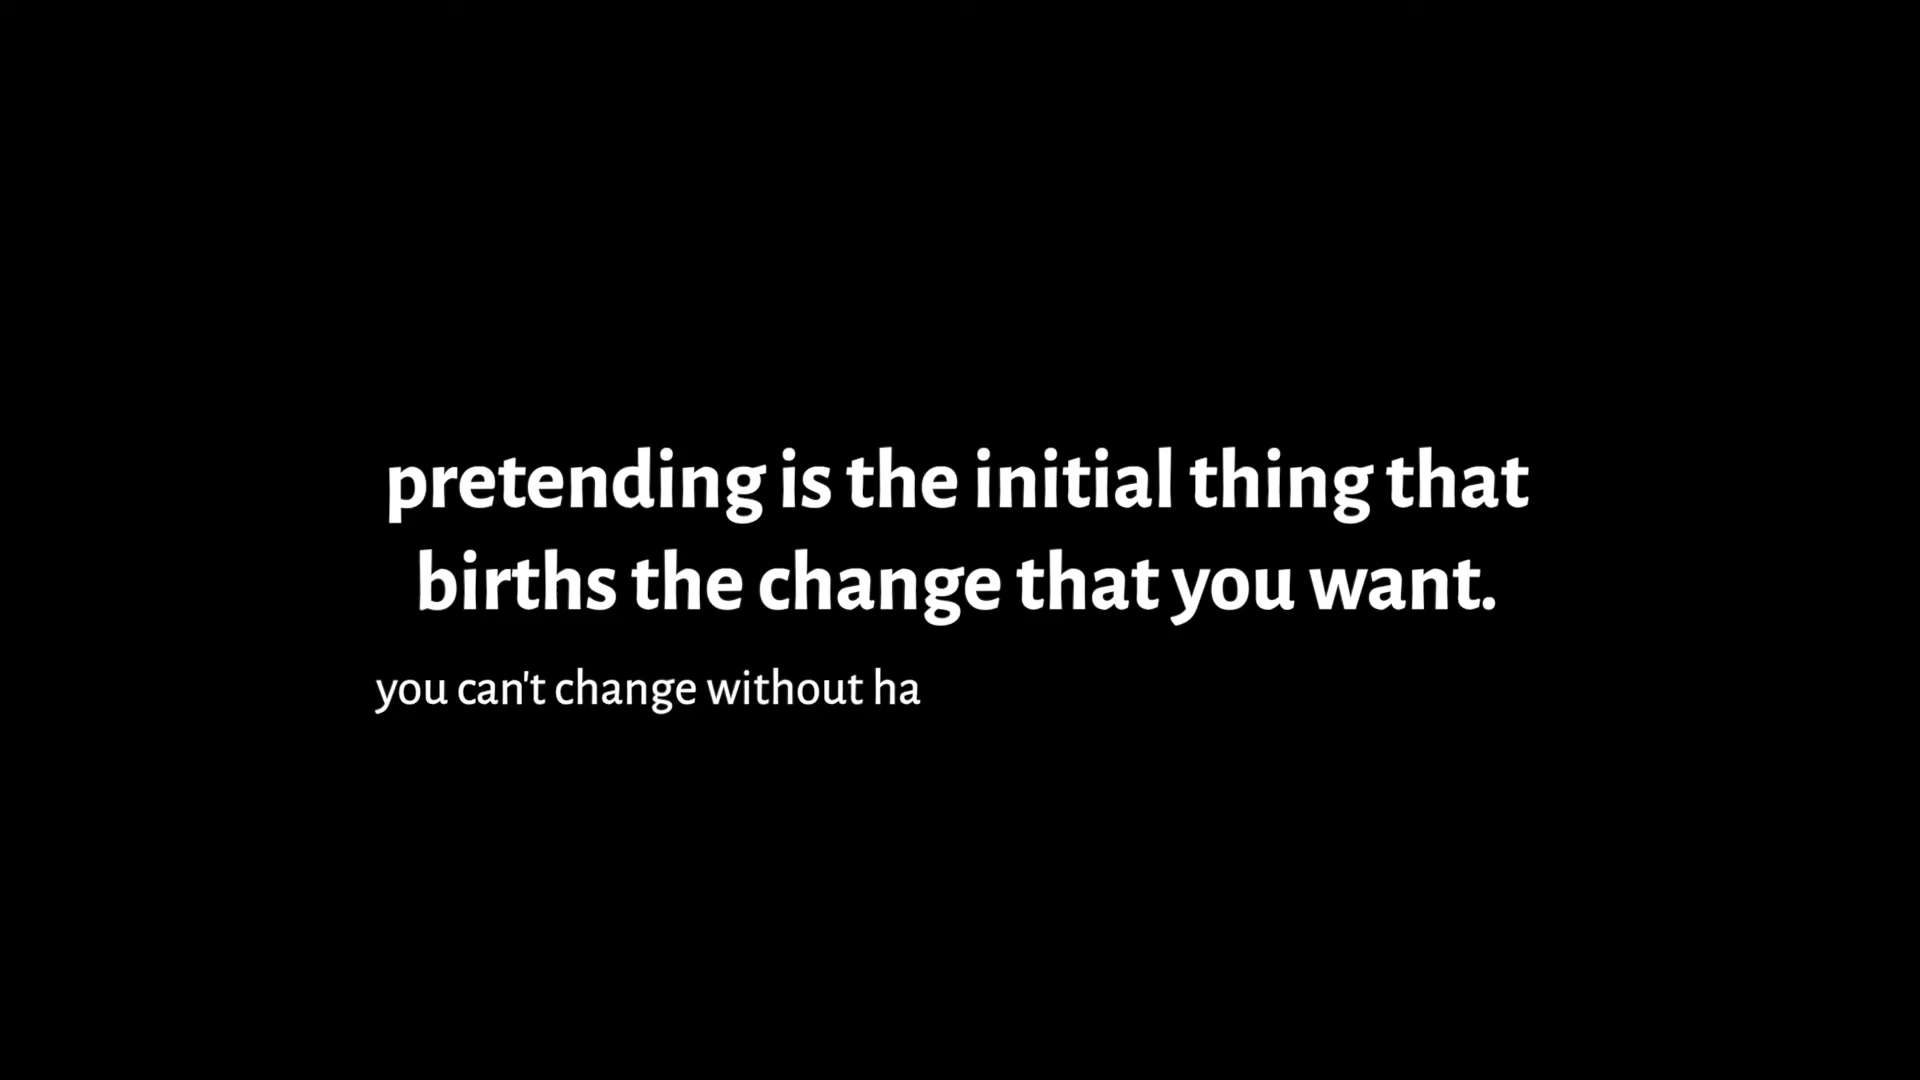 pretending is the initial thing that
births the change that you want.
you can't change without ha